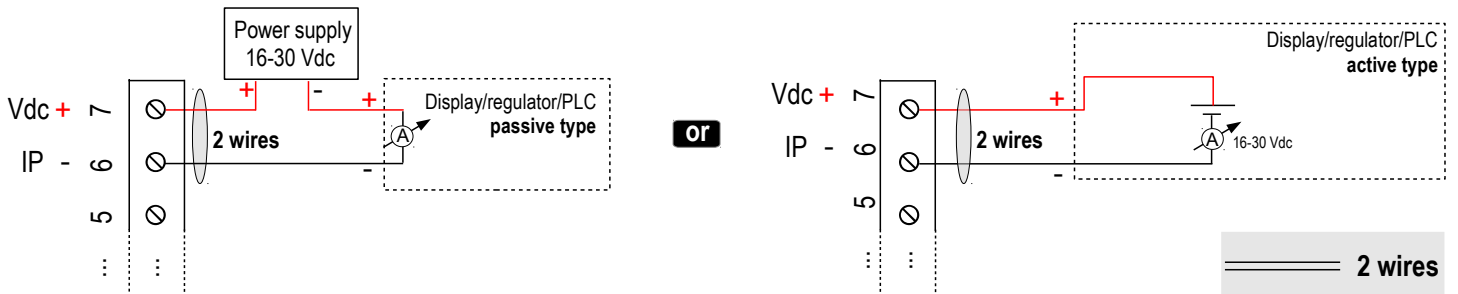 Power supply
16-30 Vdc
+
-
+
Vdc +
7
Display/regulator/PLC
passive type
A
2 wires
IP -
6
-
5
...
...
or
Display/regulator/PLC
active type
Vdc +
7
+
2 wires
A
16-30 Vdc
IP -
6
-
5
...
...
2 wires